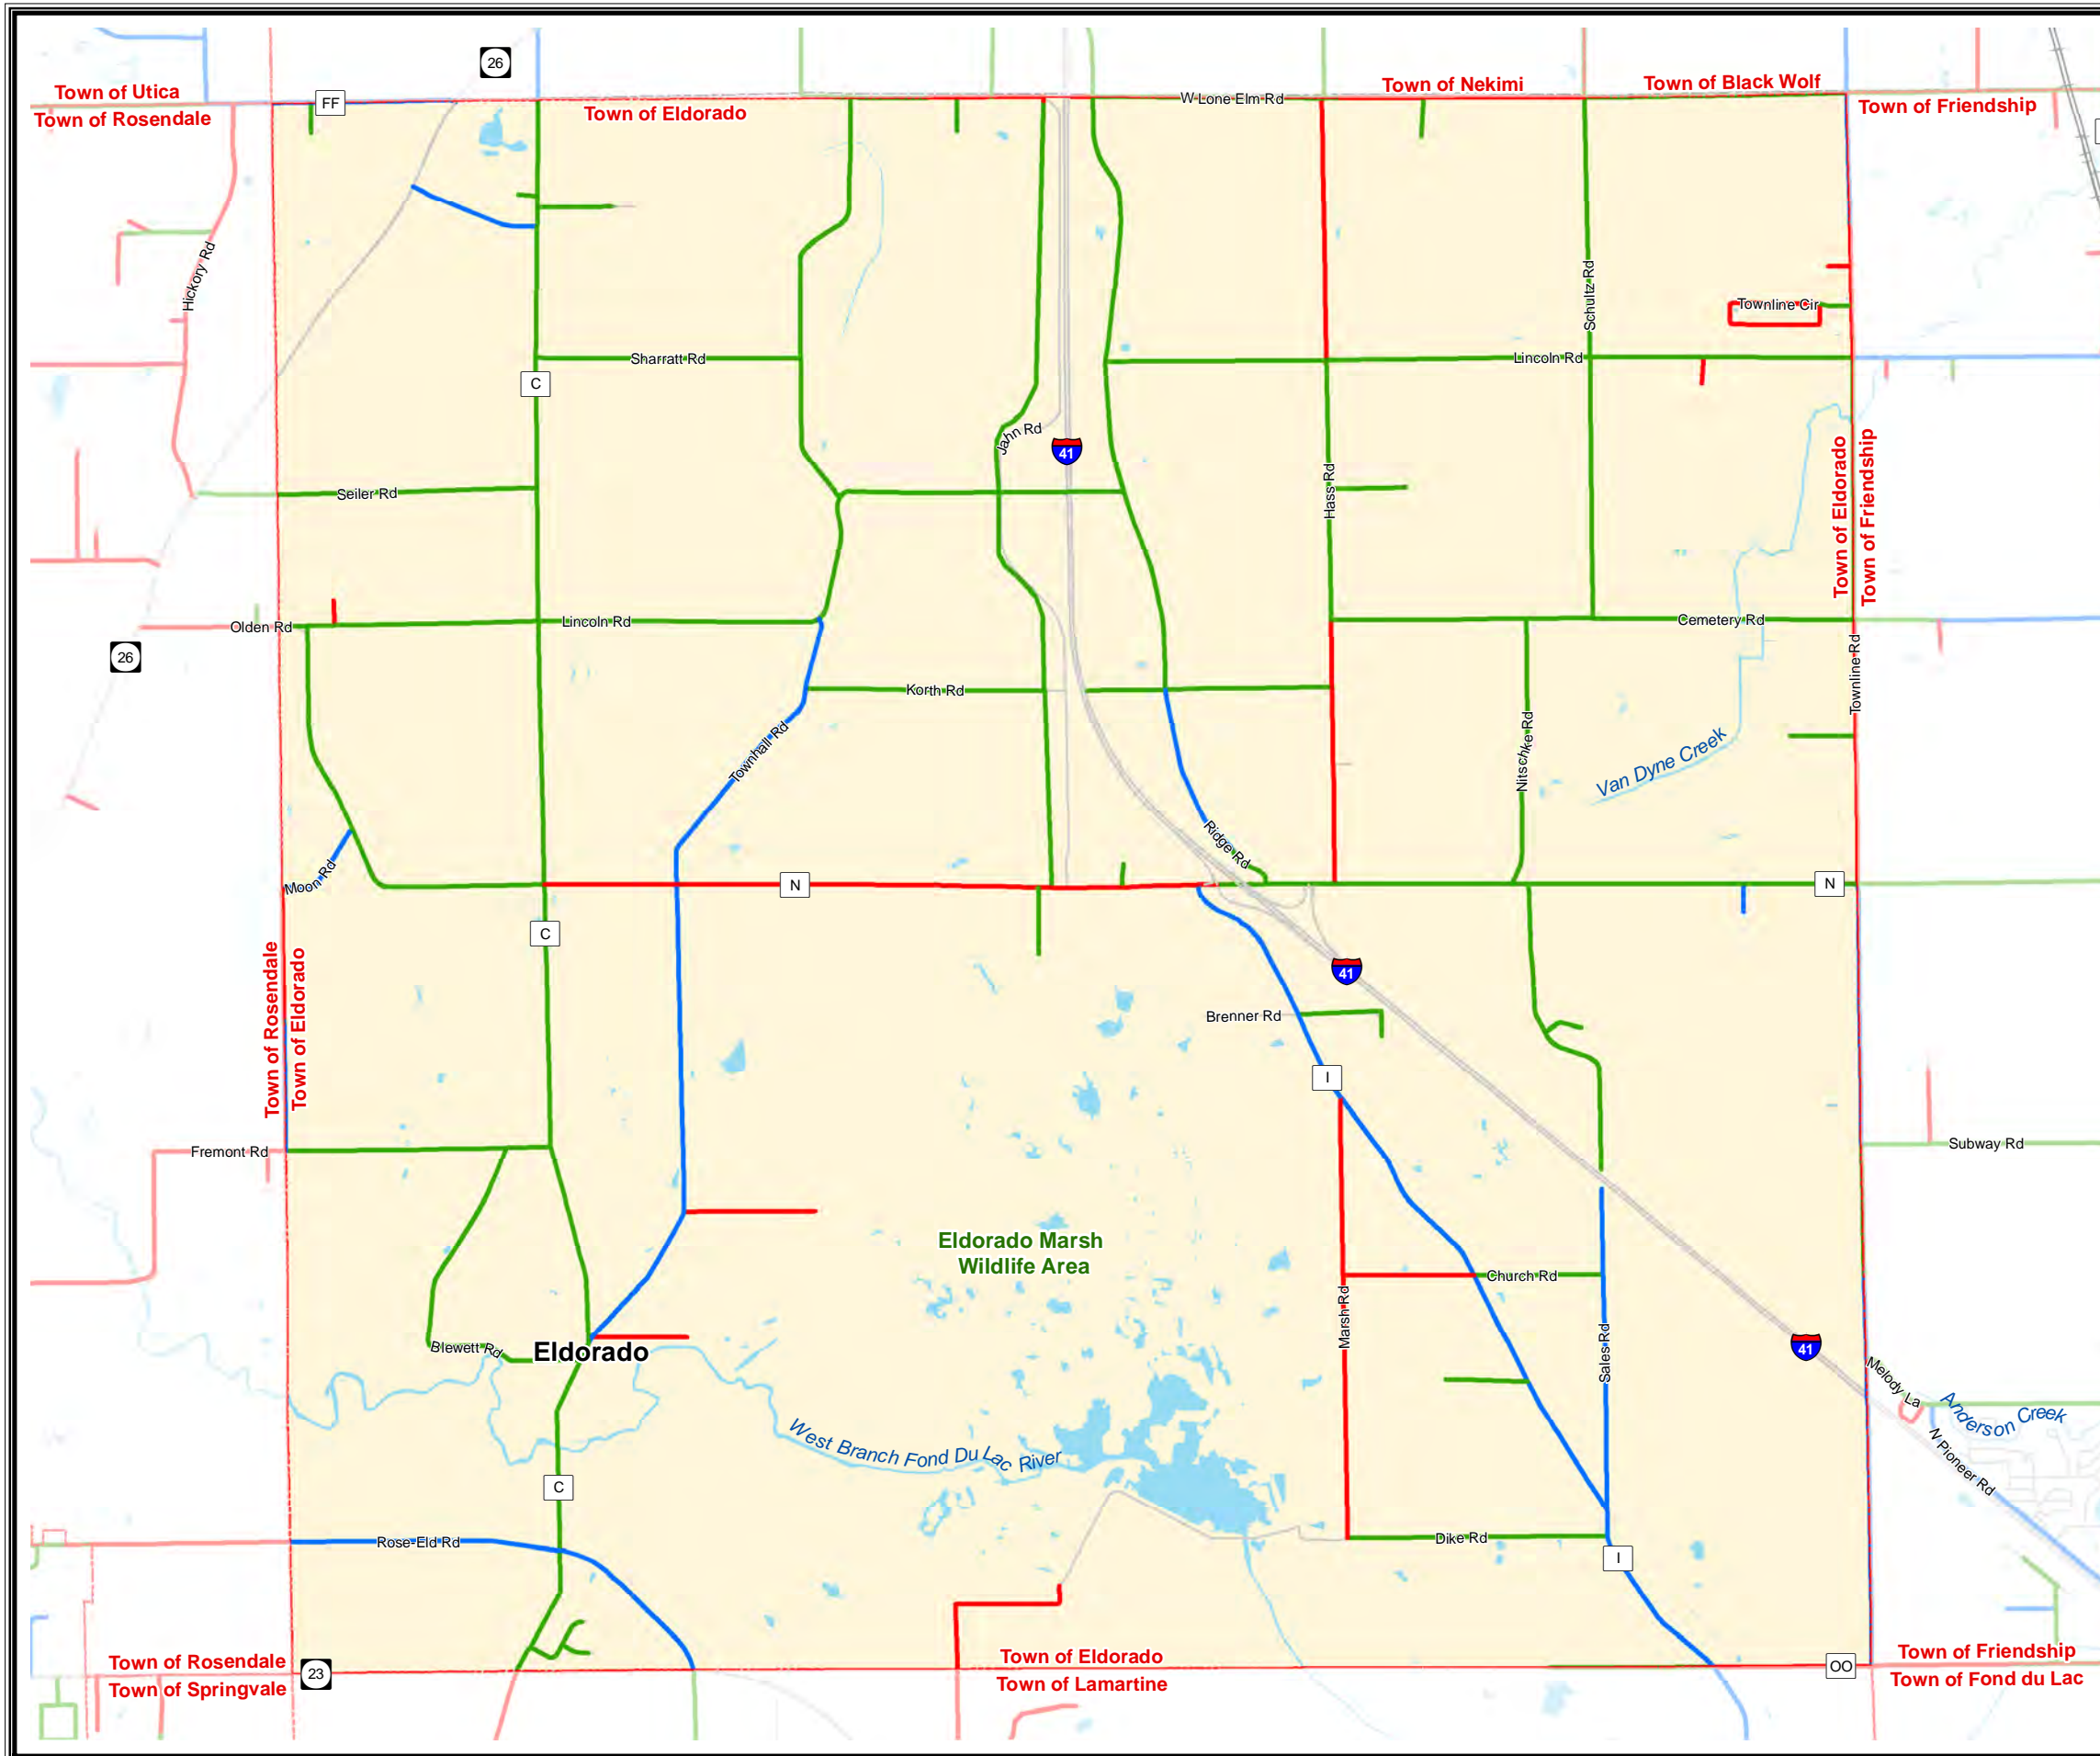 26
Town of Utica
Town of Rosendale
FF
Town of Eldorado
W Lone Elm Rd
Town of Nekimi
Town of Black Wolf
Town of Friendship
Hickory Rd
Schultz Rd
Townline Cir
Sharratt Rd
Lincoln Rd
C
Jahn Rd
41
Hass Rd
Seiler Rd
Town of Eldorado
Town of Friendship
Olden Rd
Lincoln Rd
Cemetery Rd
26
Townline Rd
Korth Rd
Townhall Rd
Nitschke Rd
Van Dyne Creek
Ridge Rd
Moon Rd
N
N
C
Town of Rosendale
Town of Eldorado
41
Brenner Rd
I
Fremont Rd
Subway Rd
Eldorado Marsh
Wildlife Area
Church Rd
Marsh Rd
Sales Rd
Blewett Rd
Eldorado
41
Melody La
Anderson Creek
N Pioneer Rd
West Branch Fond Du Lac River
C
Rose Eld Rd
Dike Rd
I
Town of Rosendale
Town of Springvale
23
Town of Eldorado
Town of Lamartine
OO
Town of Friendship
Town of Fond du Lac